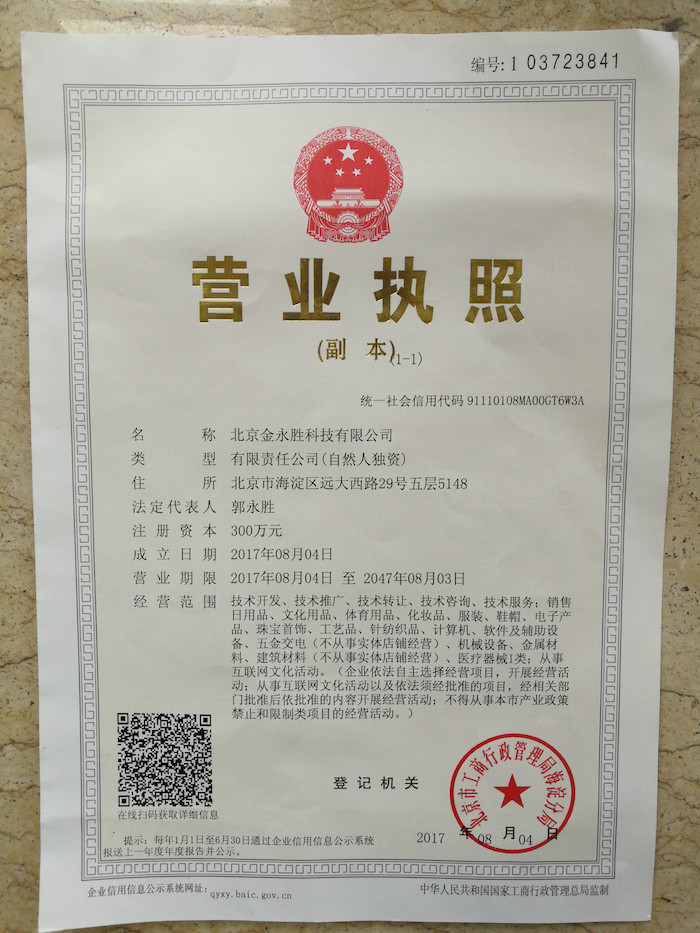 编号:1 03723841
营业执照
(副 本)(1-1)
统一社会信用代码 91110108MA00GT6W3A
名 称 北京金永胜科技有限公司
类 型 有限责任公司(自然人独资)
住 所 北京市海淀区远大西路29号五层5148
法定代表人 郭永胜
注册资本 300万元
成立日期 2017年08月04日
营业期限 2017年08月04日 至 2047年08月03日
经营范围 技术开发、技术推广、技术转让、技术咨询、技术服务；销售
日用品、文化用品、体育用品、化妆品、服装、鞋帽、电子产
品、珠宝首饰、工艺品、针纺织品、计算机、软件及辅助设
备、五金交电（不从事实体店铺经营）、机械设备、金属材
料、建筑材料（不从事实体店铺经营）、医疗器械I类；从事
互联网文化活动。（企业依法自主选择经营项目，开展经营活
动；从事互联网文化活动以及依法须经批准的项目，经相关部
门批准后依批准的内容开展经营活动；不得从事本市产业政策
禁止和限制类项目的经营活动。）
在线扫码获取详细信息
登记机关
北京市工商行政管理局海淀分局
2017 年 08 月 04 日
提示：每年1月1日至6月30日通过企业信用信息公示系统
报送上一年度年度报告并公示。
企业信用信息公示系统网址：qyxy.baic.gov.cn
中华人民共和国国家工商行政管理总局监制